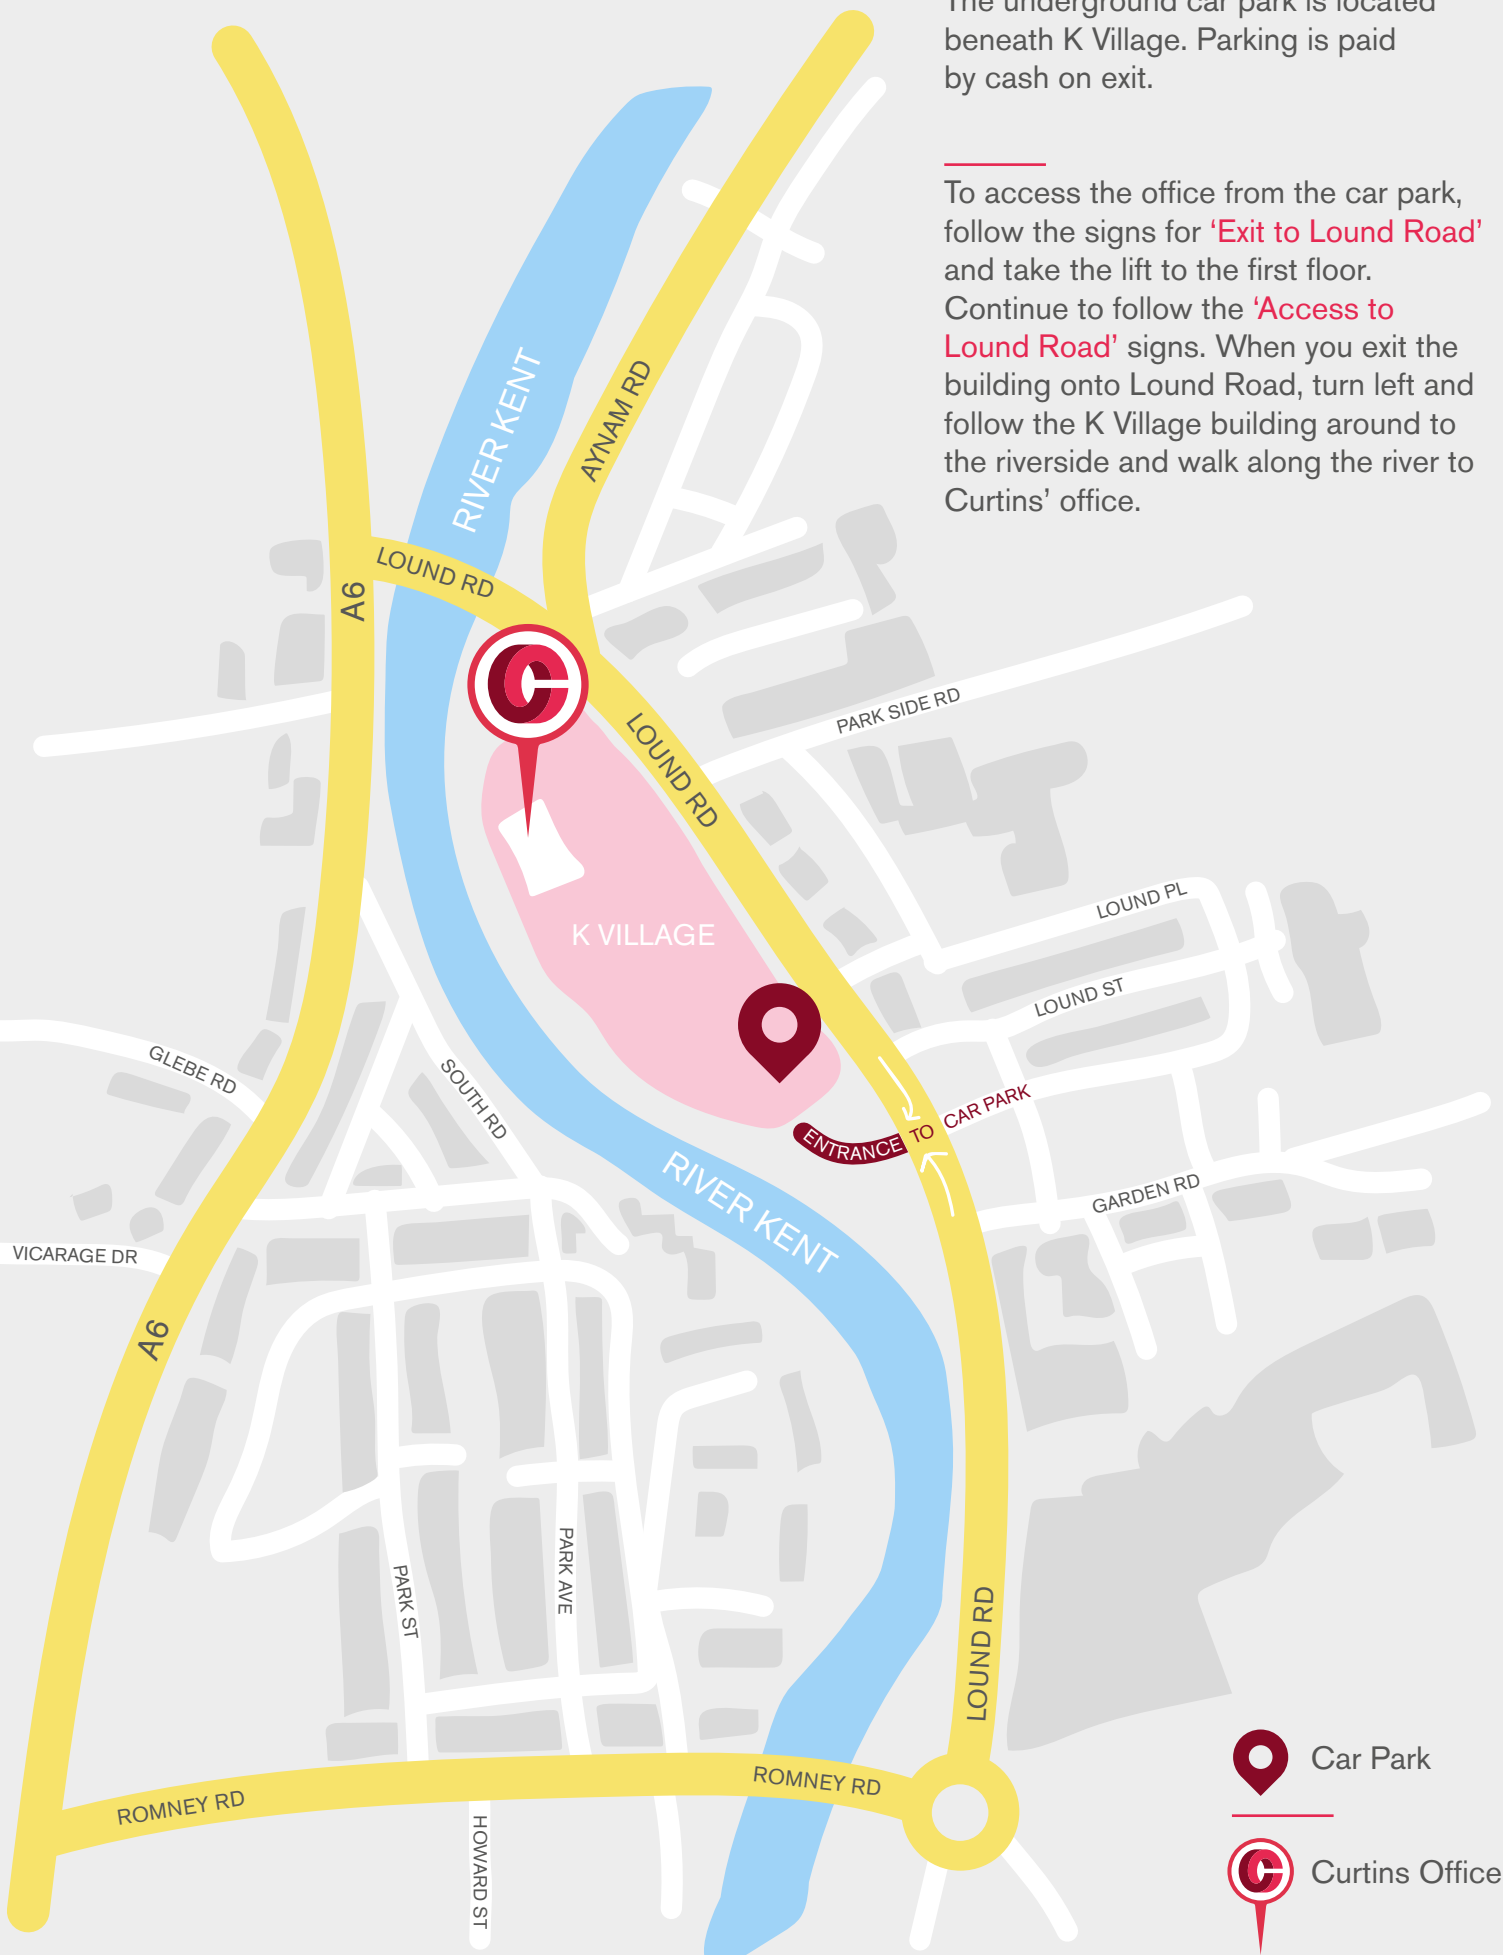 The underground car park is located
beneath K Village. Parking is paid
by cash on exit.
To access the office from the car park,
follow the signs for ‘Exit to Lound Road’
and take the lift to the first floor.
Continue to follow the ‘Access to
Lound Road’ signs. When you exit the
building onto Lound Road, turn left and
follow the K Village building around to
the riverside and walk along the river to
Curtins’ office.
RIVER KENT
AYNAM RD
LOUND RD
A6
PARK SIDE RD
LOUND RD
LOUND PL
K VILLAGE
LOUND ST
GLEBE RD
SOUTH RD
ENTRANCE TO CAR PARK
RIVER KENT
GARDEN RD
VICARAGE DR
A6
PARK ST
PARK AVE
LOUND RD
ROMNEY RD
ROMNEY RD
HOWARD ST
Car Park
Curtins Office